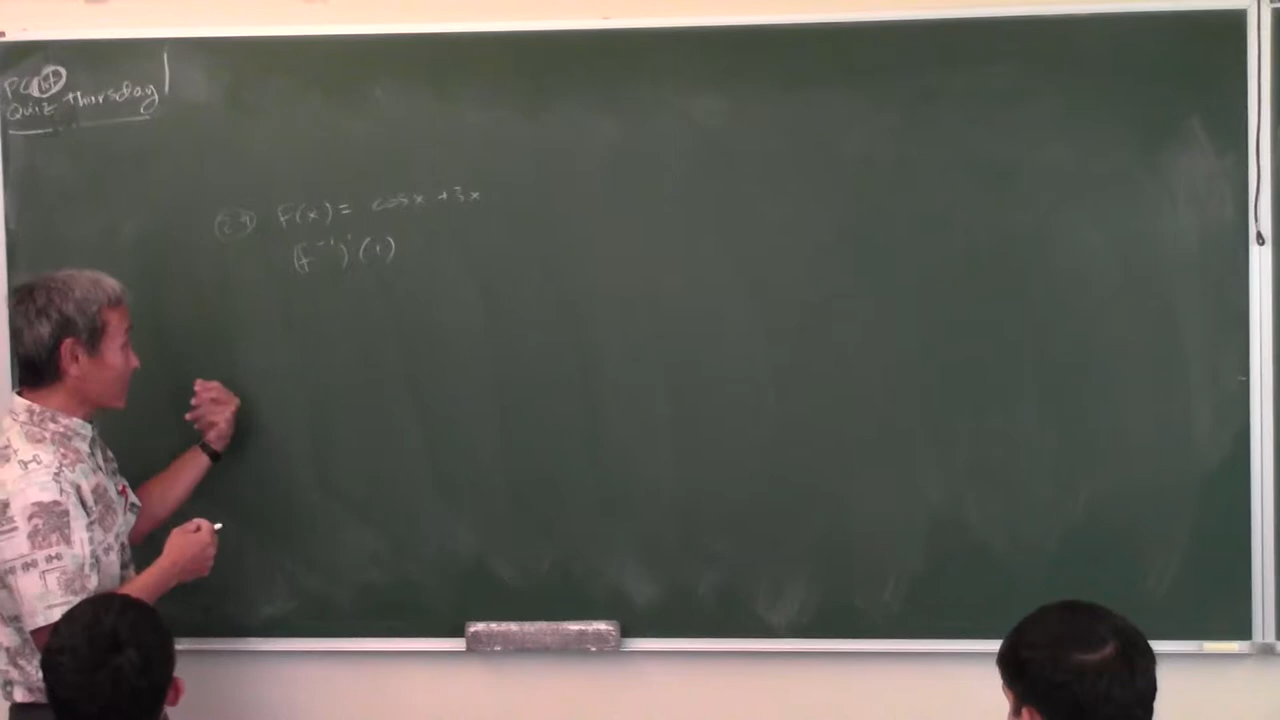 Quiz Thursday
F(x) = cos x + 3x
(f⁻¹)'(1)